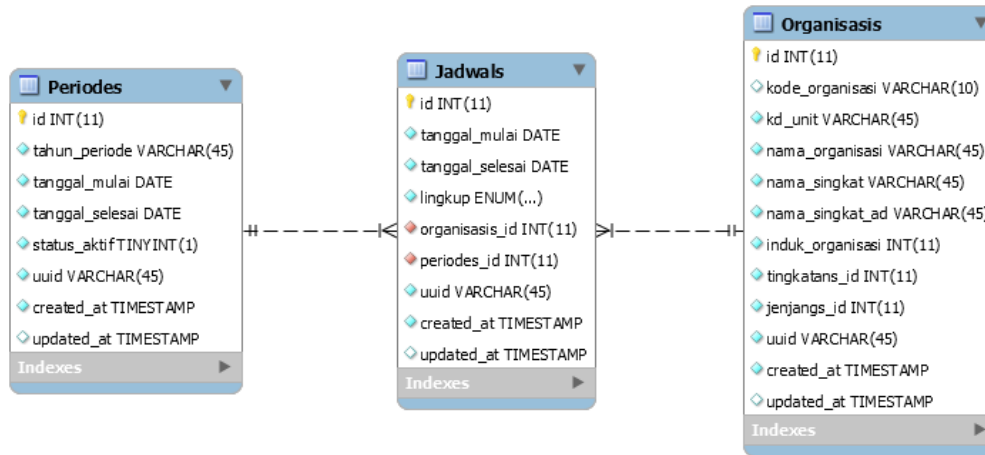 Periodes
id INT(11)
tahun_periode VARCHAR(45)
tanggal_mulai DATE
tanggal_selesai DATE
status_aktif TINYINT(1)
uuid VARCHAR(45)
created_at TIMESTAMP
updated_at TIMESTAMP
Indexes
Jadwals
id INT(11)
tanggal_mulai DATE
tanggal_selesai DATE
lingkup ENUM(...)
organisasis_id INT(11)
periodes_id INT(11)
uuid VARCHAR(45)
created_at TIMESTAMP
updated_at TIMESTAMP
Indexes
Organisasis
id INT(11)
kode_organisasi VARCHAR(10)
kd_unit VARCHAR(45)
nama_organisasi VARCHAR(45)
nama_singkat VARCHAR(45)
nama_singkat_ad VARCHAR(45)
induk_organisasi INT(11)
tingkatans_id INT(11)
jenjangs_id INT(11)
uuid VARCHAR(45)
created_at TIMESTAMP
updated_at TIMESTAMP
Indexes